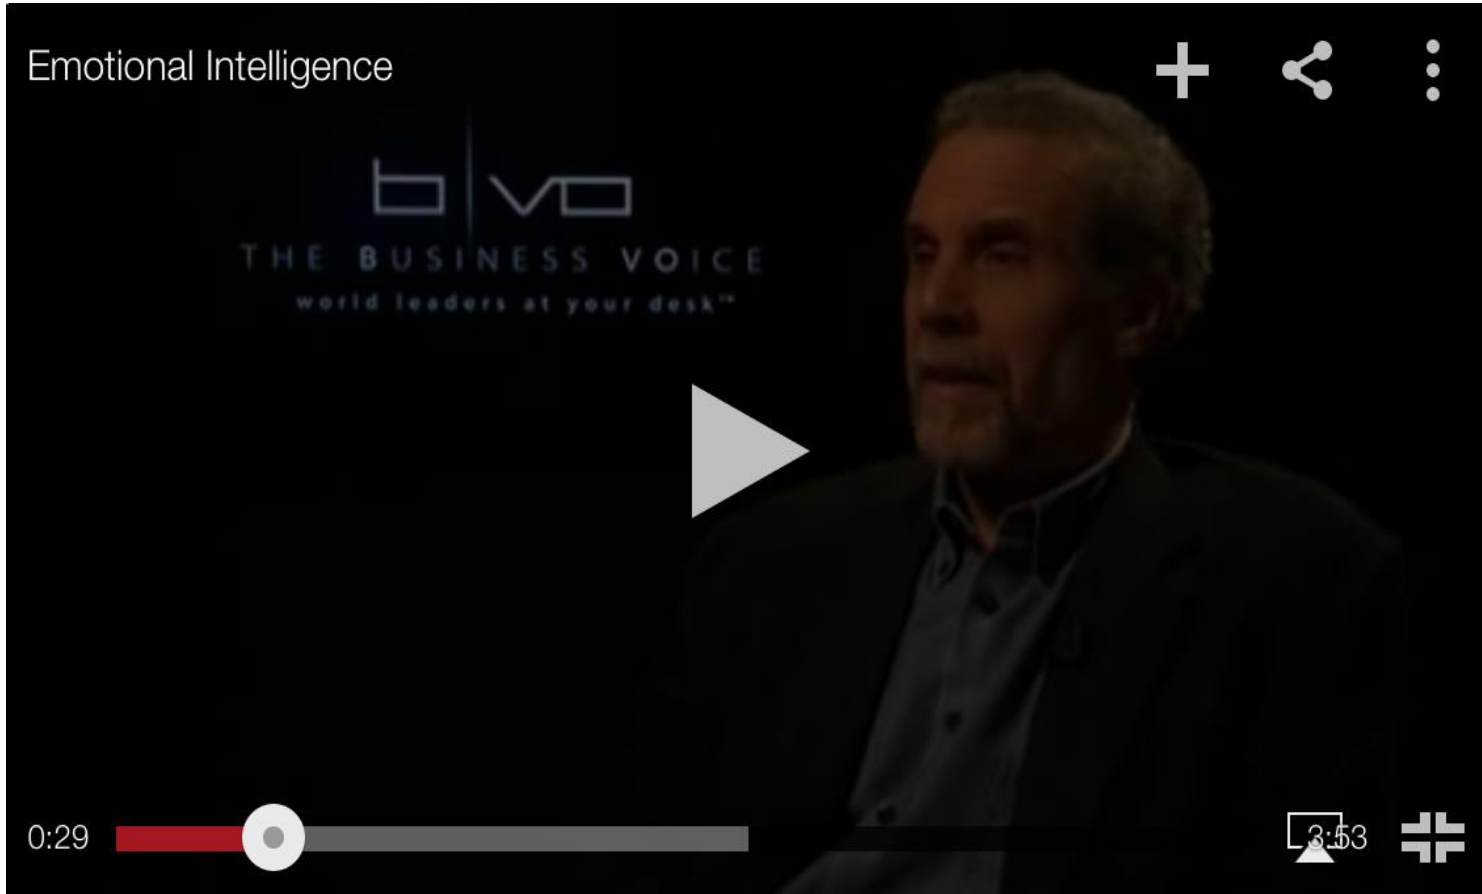 Emotional Intelligence
b vo
THE BUSINESS VOICE
world leaders at your desk™
0:29
3:53